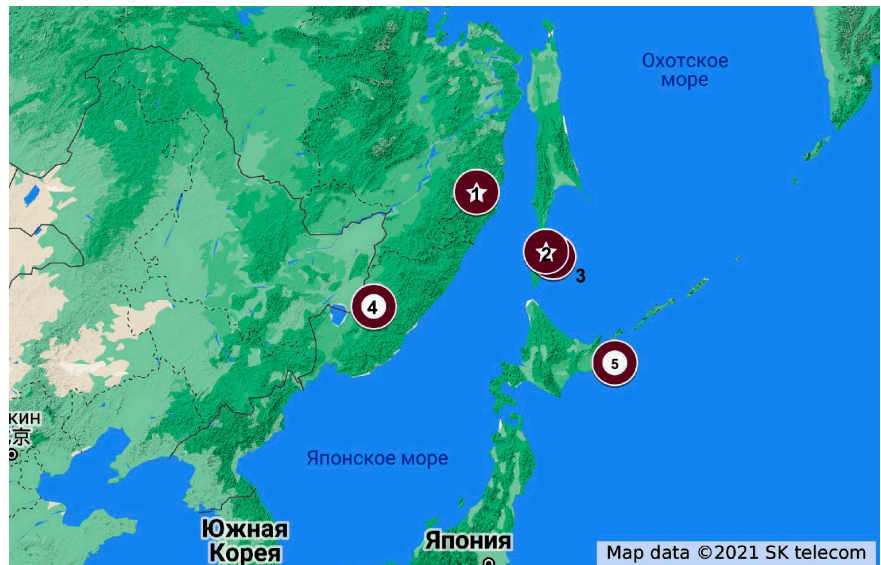 Охотское
море
1
2
3
4
5
кин
京
Японское море
Южная
Корея
Япония
Map data ©2021 SK telecom